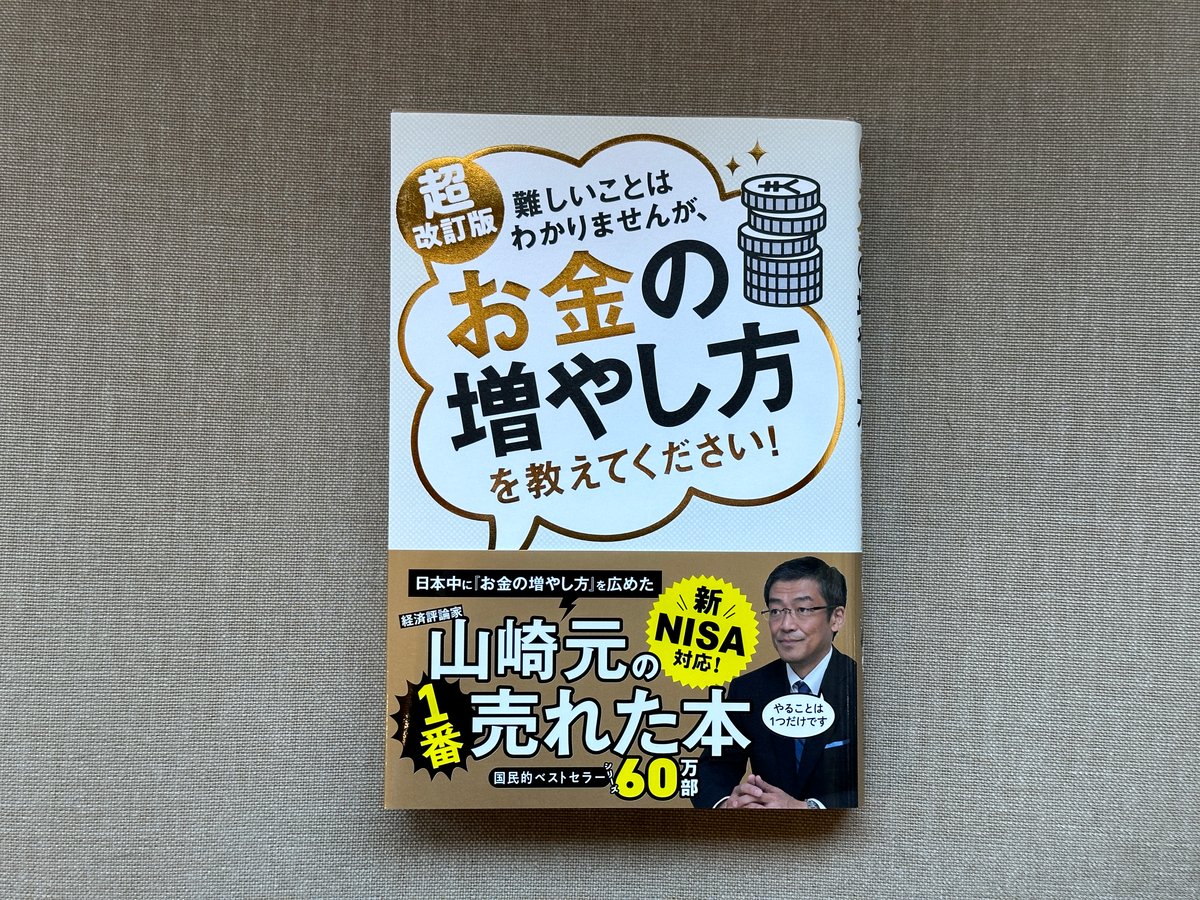 超
改訂版
難しいことは
わかりませんが、
お金の
増やし方
を教えてください!
日本中に『お金の増やし方』を広めた
経済評論家
山崎元の
1番
売れた本
新
NISA
対応!
やることは
1つだけです
国民的ベストセラーシリーズ60万部